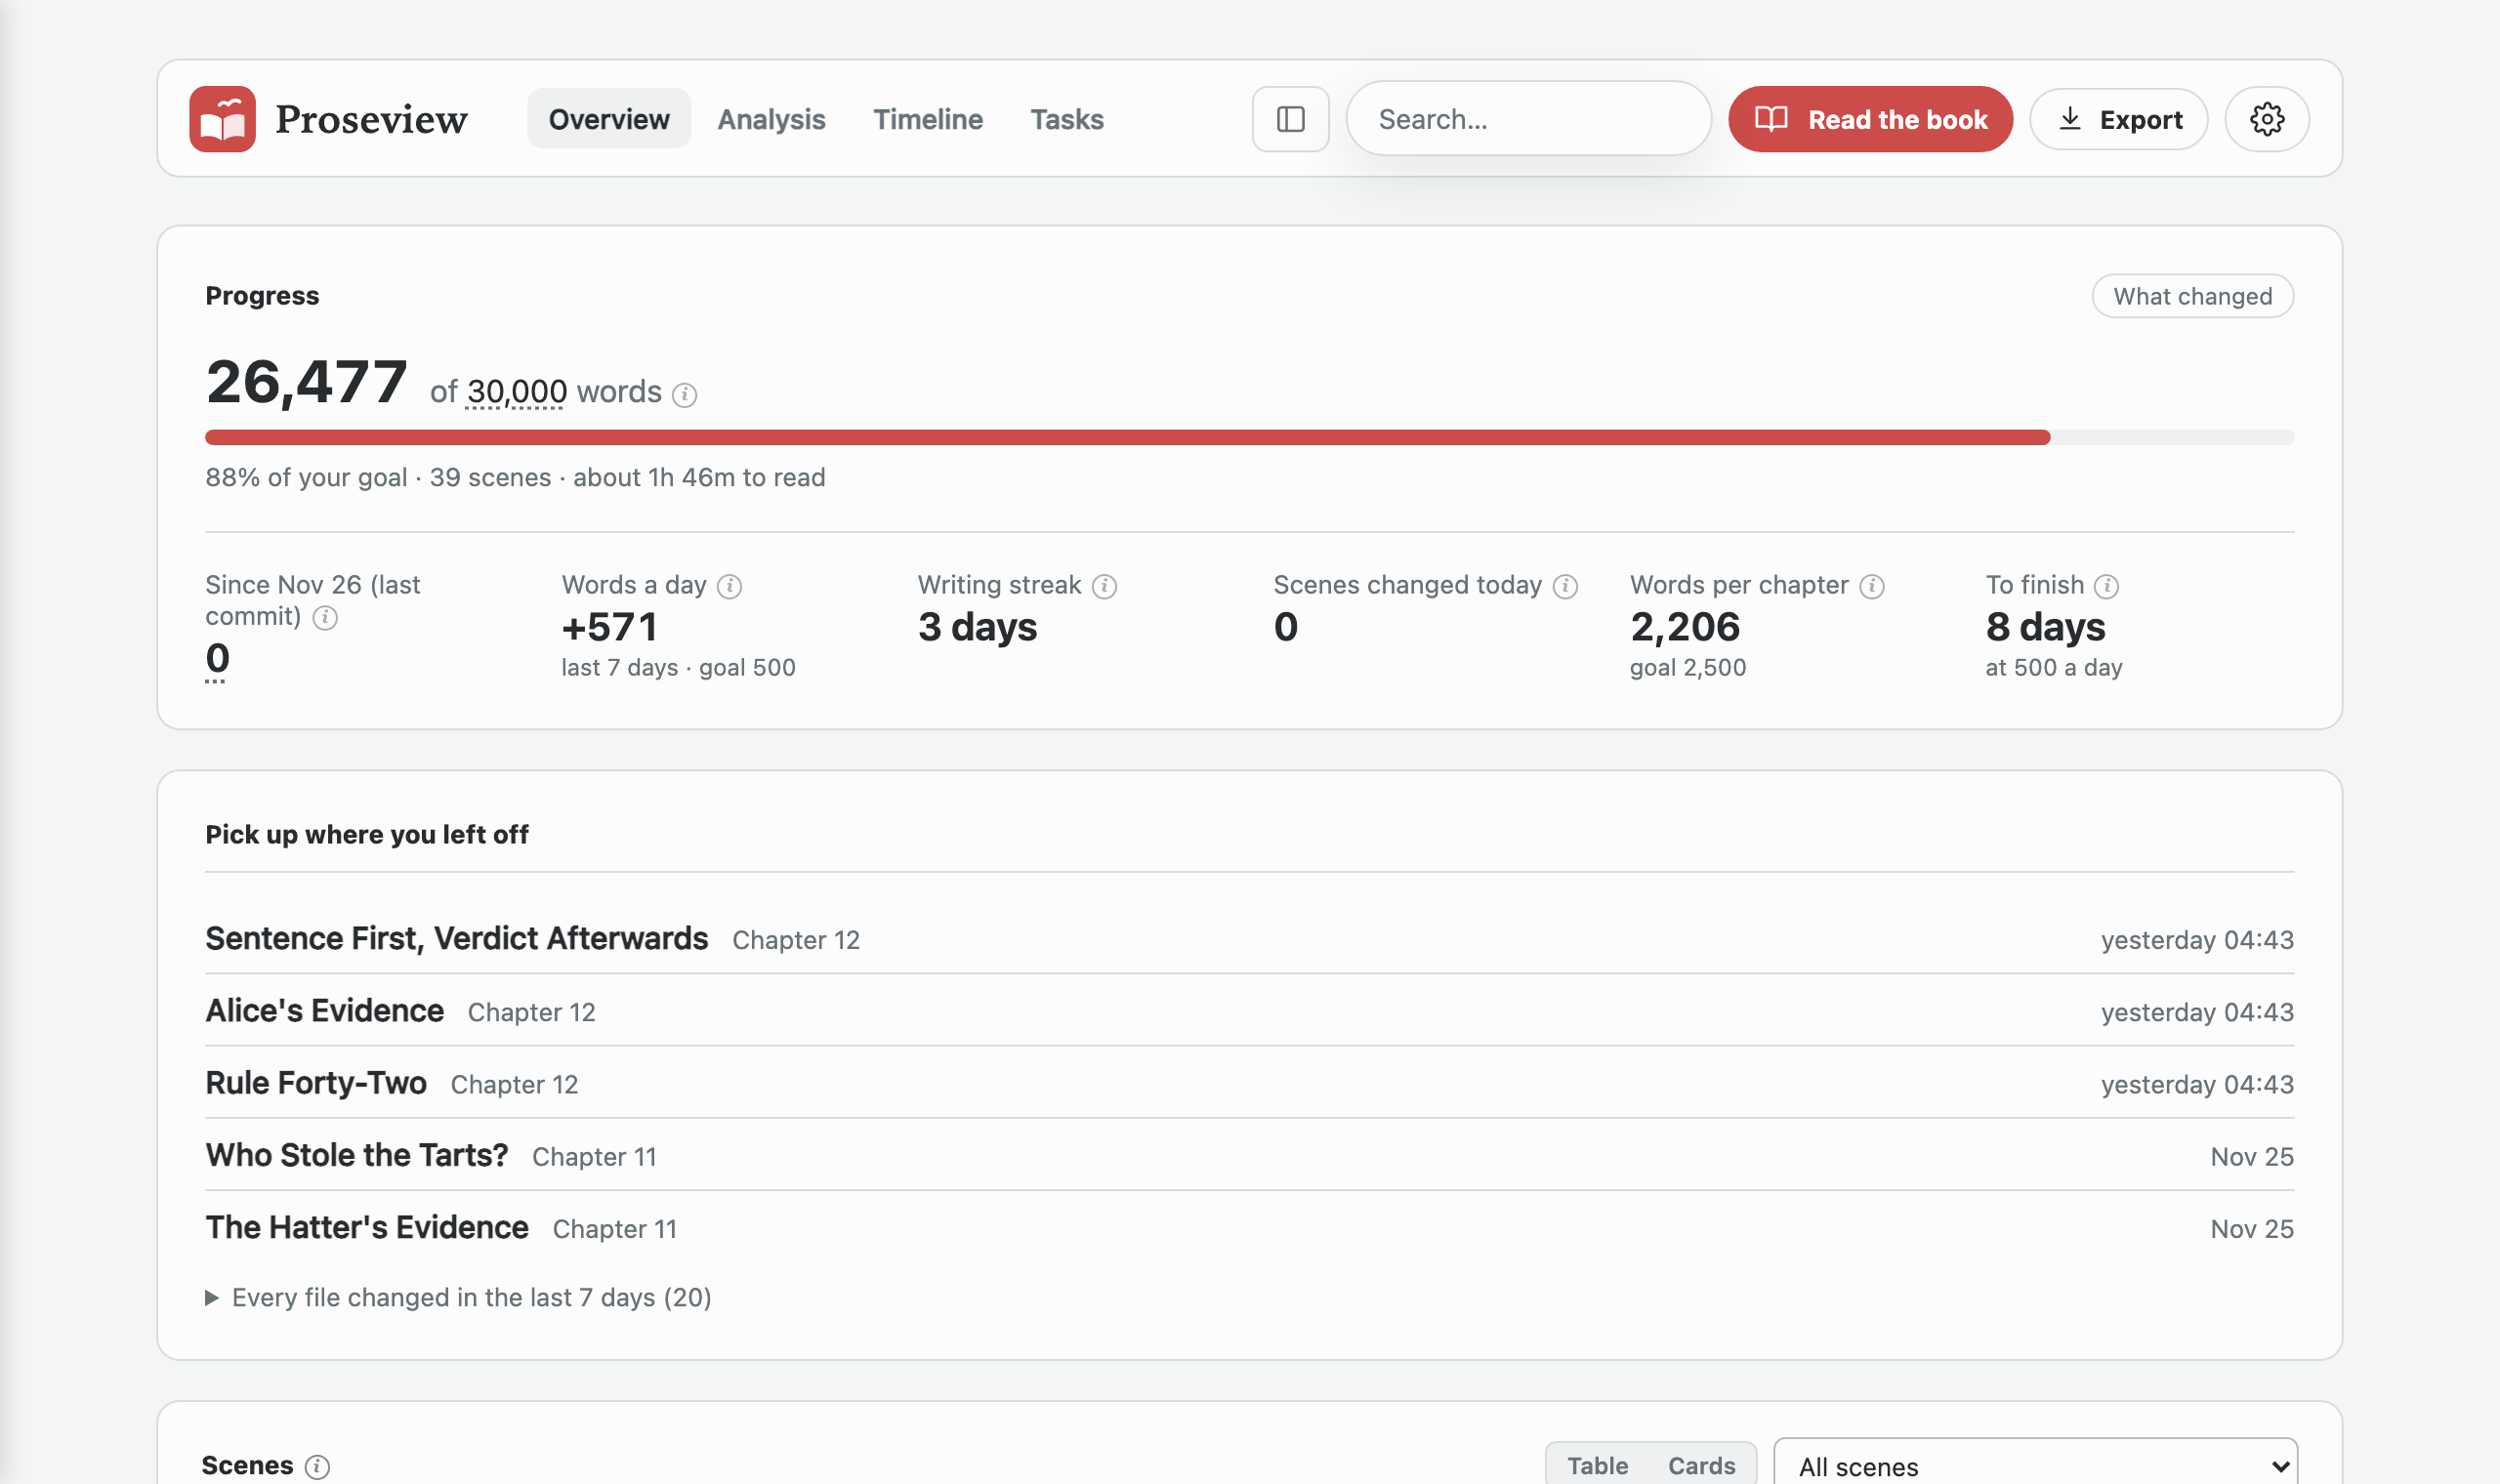 Proseview Overview Analysis Timeline Tasks Search... Read the book Export
Progress What changed
26,477 of 30,000 words
88% of your goal · 39 scenes · about 1h 46m to read
Since Nov 26 (last commit)
0
Words a day
+571
last 7 days · goal 500
Writing streak
3 days
Scenes changed today
0
Words per chapter
2,206
goal 2,500
To finish
8 days
at 500 a day
Pick up where you left off
Sentence First, Verdict Afterwards Chapter 12 yesterday 04:43
Alice's Evidence Chapter 12 yesterday 04:43
Rule Forty-Two Chapter 12 yesterday 04:43
Who Stole the Tarts? Chapter 11 Nov 25
The Hatter's Evidence Chapter 11 Nov 25
Every file changed in the last 7 days (20)
Scenes Table Cards All scenes